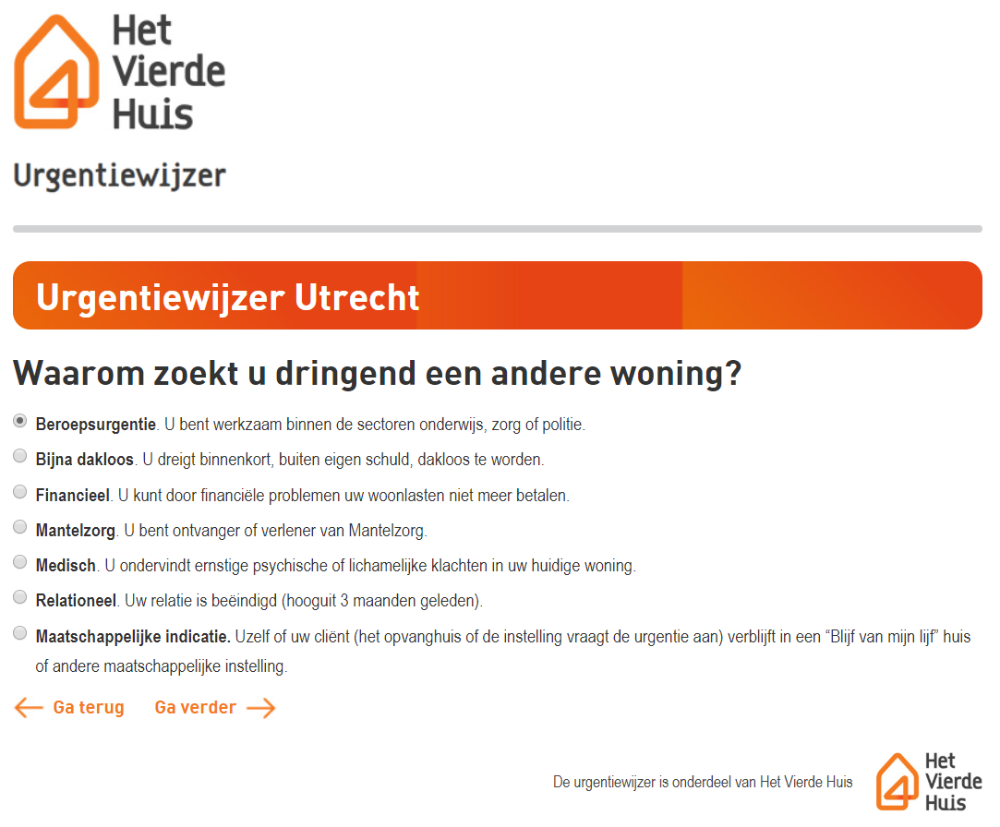 Het
Vierde
Huis
Urgentiewijzer
Urgentiewijzer Utrecht
Waarom zoekt u dringend een andere woning?
Beroepsurgentie. U bent werkzaam binnen de sectoren onderwijs, zorg of politie.
Bijna dakloos. U dreigt binnenkort, buiten eigen schuld, dakloos te worden.
Financieel. U kunt door financiële problemen uw woonlasten niet meer betalen.
Mantelzorg. U bent ontvanger of verlener van Mantelzorg.
Medisch. U ondervindt ernstige psychische of lichamelijke klachten in uw huidige woning.
Relationeel. Uw relatie is beëindigd (hooguit 3 maanden geleden).
Maatschappelijke indicatie. Uzelf of uw cliënt (het opvanghuis of de instelling vraagt de urgentie aan) verblijft in een “Blijf van mijn lijf” huis
of andere maatschappelijke instelling.
Ga terug Ga verder
De urgentiewijzer is onderdeel van Het Vierde Huis
Het
Vierde
Huis